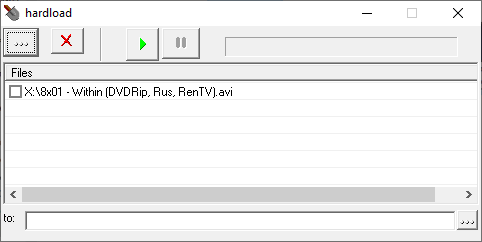 hardload
...
Files
X:\8x01 - Within (DVDRip, Rus, RenTV).avi
to:
...